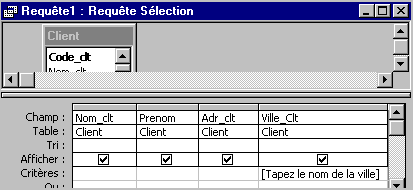 Requête1 : Requête Sélection
Client
Code_clt
Nom_clt
Champ : Nom_clt Prenom Adr_clt Ville_Clt
Table : Client Client Client Client
Tri :
Afficher :
Critères : [Tapez le nom de la ville]
Ou :